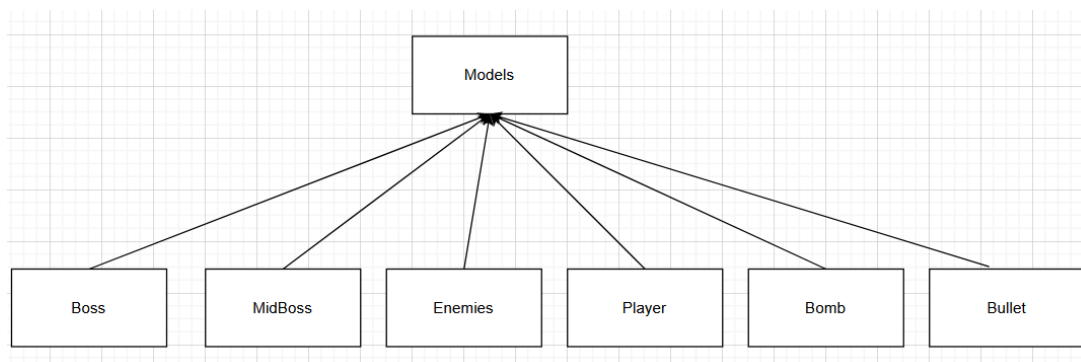 Models
Boss
MidBoss
Enemies
Player
Bomb
Bullet